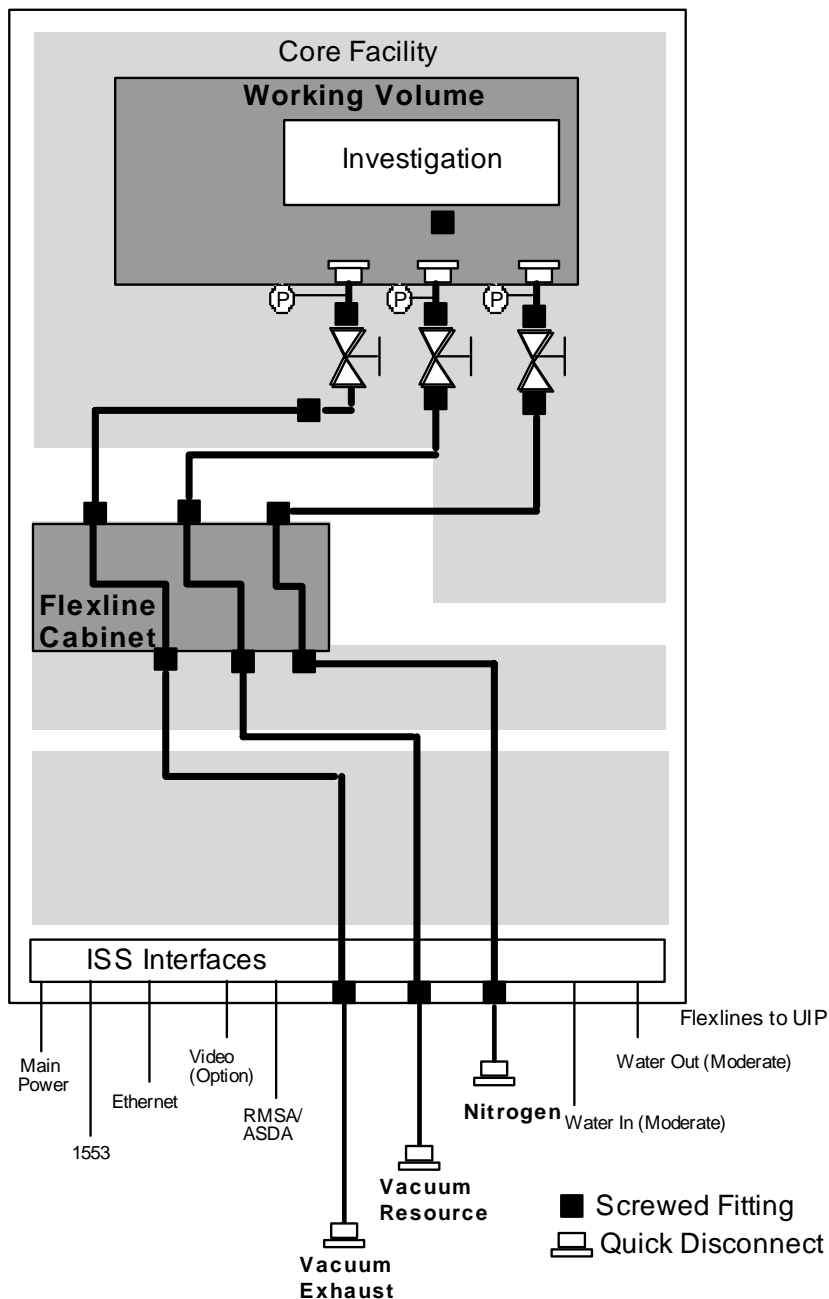 Core Facility
Working Volume
Investigation
P
P
P
Flexline
Cabinet
ISS Interfaces
Flexlines to UIP
Main
Power
1553
Ethernet
Video
(Option)
RMSA/
ASDA
Nitrogen
Water In (Moderate)
Water Out (Moderate)
Vacuum
Resource
Vacuum
Exhaust
Screwed Fitting
Quick Disconnect